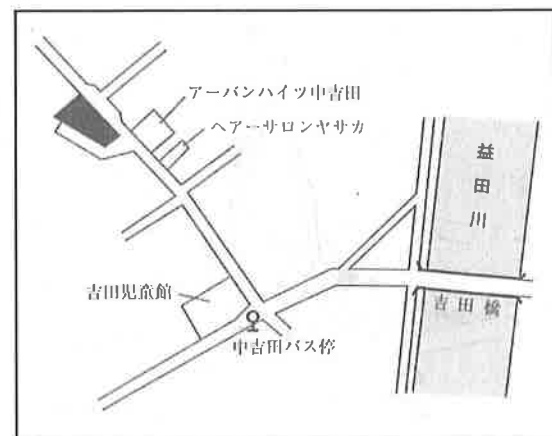 アーバンハイツ中吉田
ヘアーサロンヤサカ
益田川
吉田橋
吉田児童館
中吉田バス停